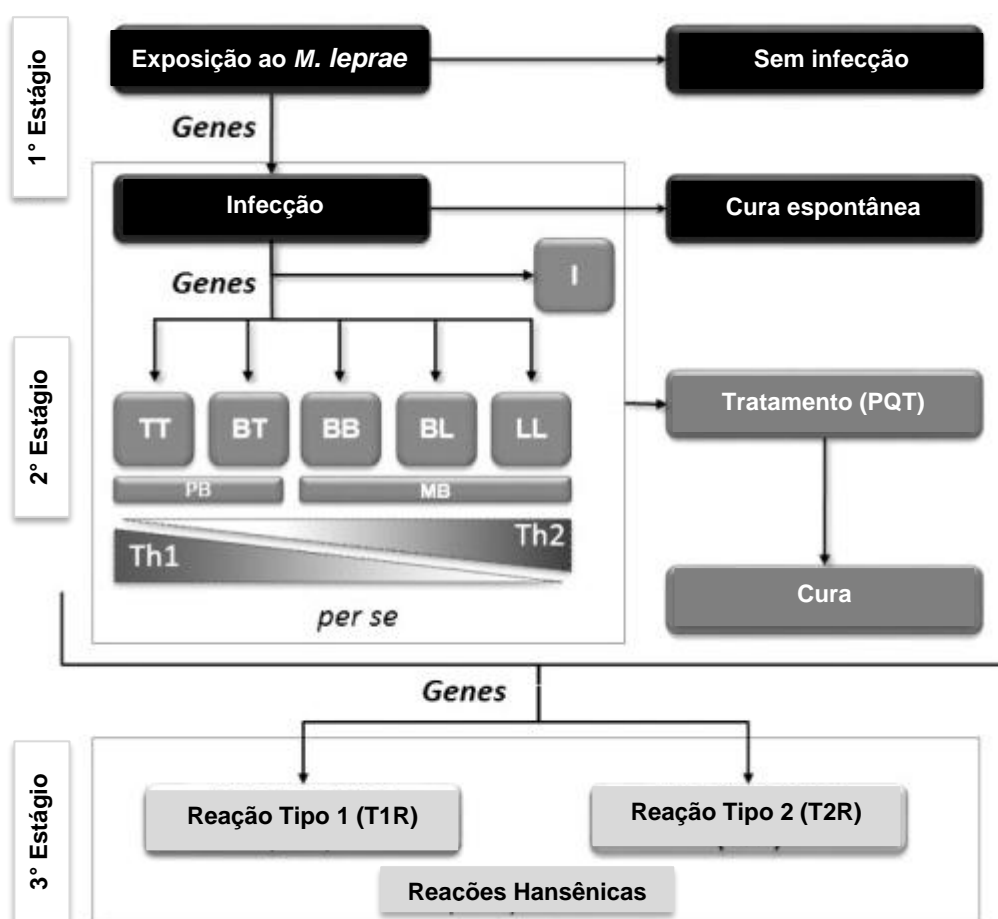 1° Estágio
Exposição ao M. leprae
Sem infecção
Genes
Infecção
Cura espontânea
Genes
I
2° Estágio
TT
BT
BB
BL
LL
PB
MB
Th1
Th2
per se
Tratamento (PQT)
Cura
Genes
3° Estágio
Reação Tipo 1 (T1R)
Reação Tipo 2 (T2R)
Reacões Hansênicas